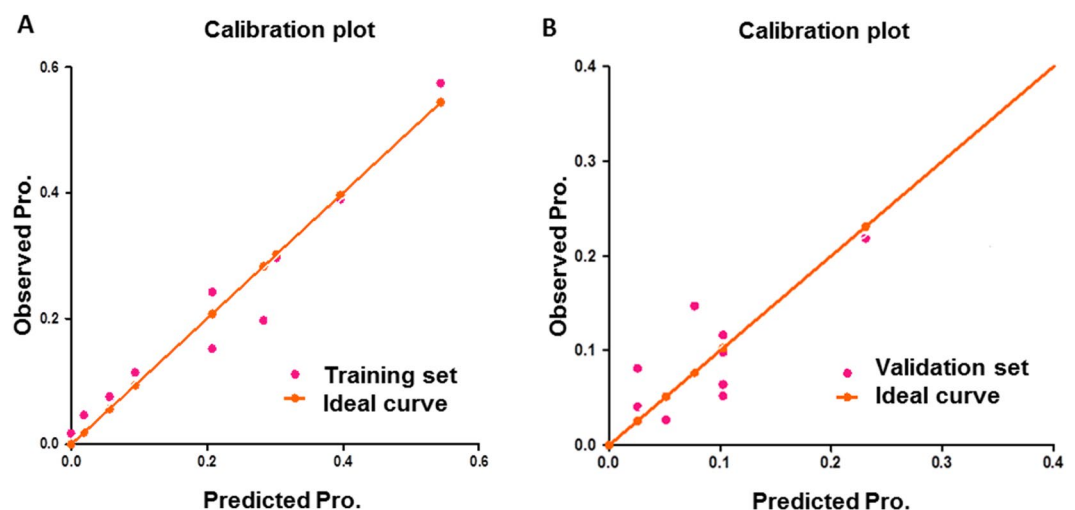 A
Calibration plot
0.6
0.4
0.2
0.0
Observed Pro.
Training set
Ideal curve
0.0 0.2 0.4 0.6
Predicted Pro.
B
Calibration plot
0.4
0.3
0.2
0.1
0.0
Observed Pro.
Validation set
Ideal curve
0.0 0.1 0.2 0.3 0.4
Predicted Pro.